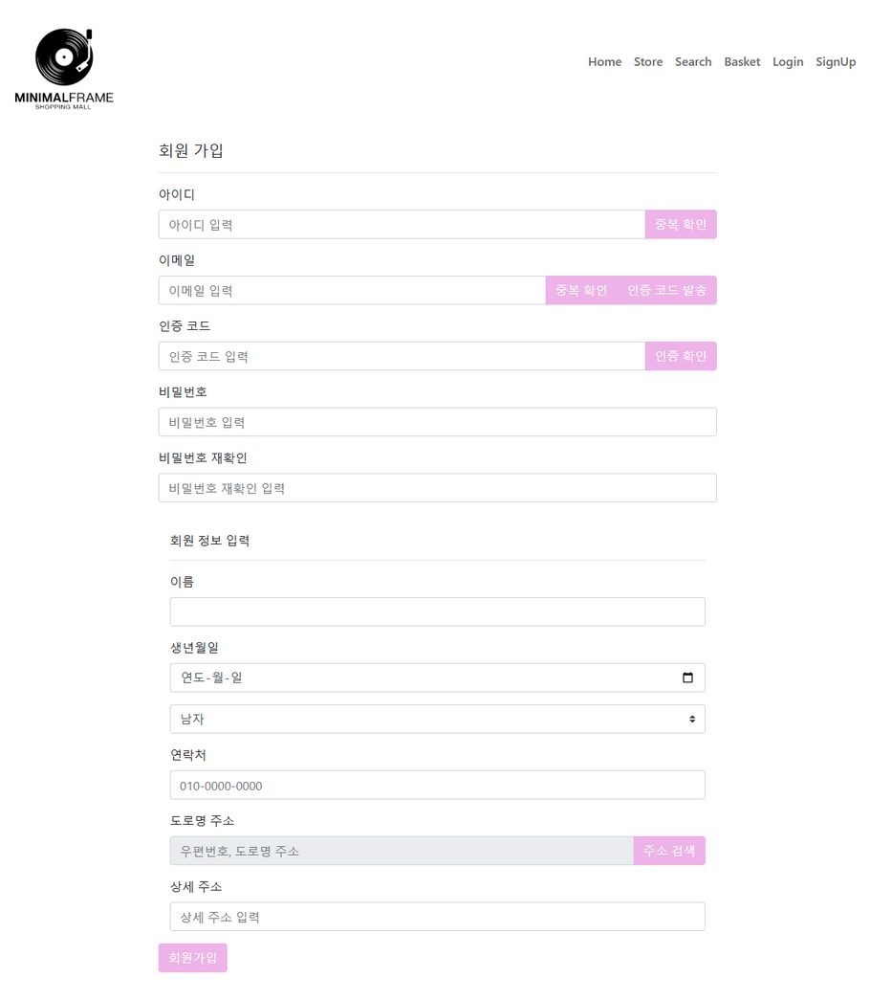 MINIMALFRAME
SHOPPING MALL
Home Store Search Basket Login SignUp
회원 가입
아이디
아이디 입력 중복 확인
이메일
이메일 입력 중복 확인 인증 코드 발송
인증 코드
인증 코드 입력 인증 확인
비밀번호
비밀번호 입력
비밀번호 재확인
비밀번호 재확인 입력
회원 정보 입력
이름
생년월일
연도-월-일
남자
연락처
010-0000-0000
도로명 주소
우편번호, 도로명 주소 주소 검색
상세 주소
상세 주소 입력
회원가입